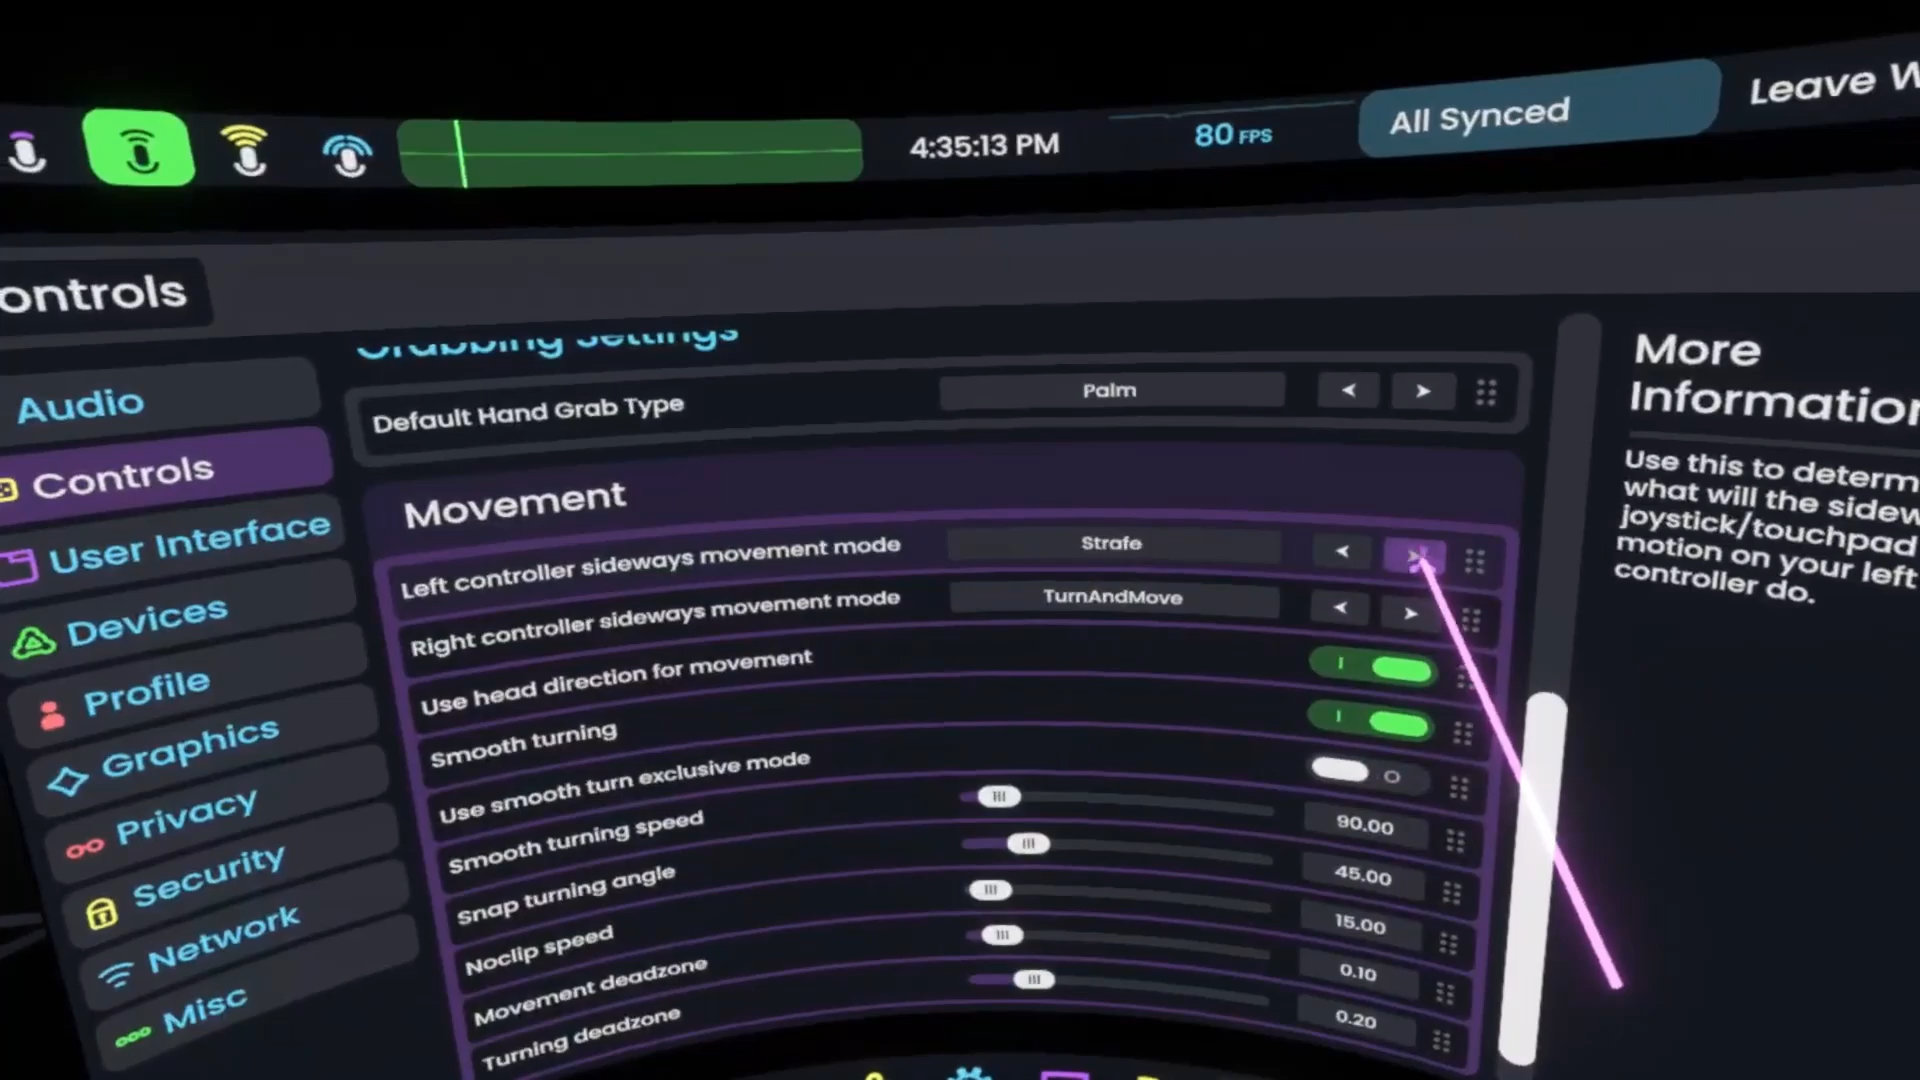 4:35:13 PM
80 FPS
All Synced
Leave W
ontrols
Audio
Controls
User Interface
Devices
Profile
Graphics
Privacy
Security
Network
Misc
Grabbing Settings
Default Hand Grab Type
Palm
Movement
Left controller sideways movement mode
Strafe
Right controller sideways movement mode
TurnAndMove
Use head direction for movement
Smooth turning
Use smooth turn exclusive mode
Smooth turning speed
90.00
Snap turning angle
45.00
Noclip speed
15.00
Movement deadzone
0.10
Turning deadzone
0.20
More
Information
Use this to determ
what will the sidew
joystick/touchpad
motion on your left
controller do.